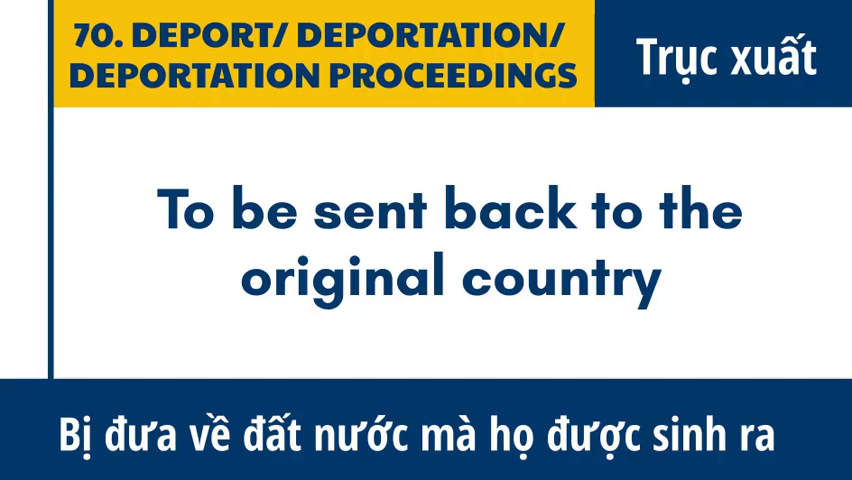 70. DEPORT/ DEPORTATION/
DEPORTATION PROCEEDINGS
Trục xuất
To be sent back to the
original country
Bị đưa về đất nước mà họ được sinh ra